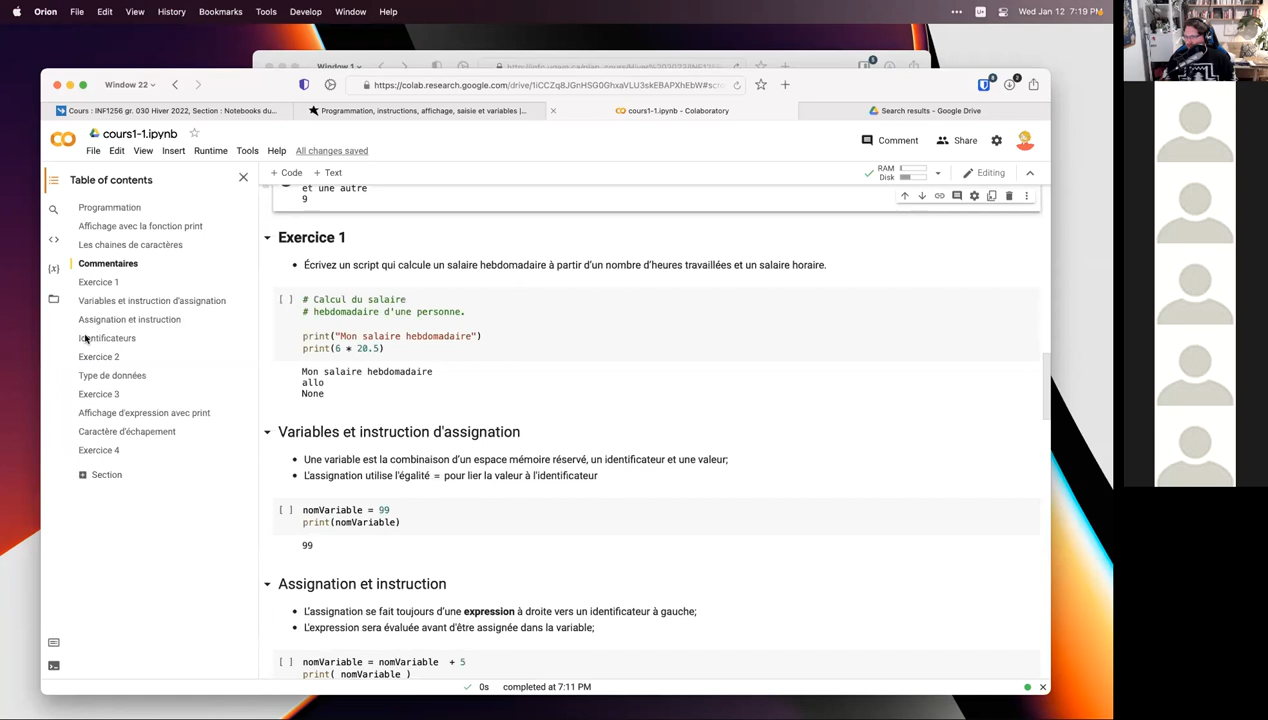 Orion File Edit View History Bookmarks Tools Develop Window Help Wed Jan 12 7:19 PM
Window 1
Window 22 https://colab.research.google.com/drive/1iCCZq8JGnHSG0GhxaVLU3skEBAPXhEbW#scro
Cours : INF1256 gr. 030 Hiver 2022, Section : Notebooks du... Programmation, instructions, affichage, saisie et variables |... cours1-1.ipynb - Colaboratory Search results - Google Drive
cours1-1.ipynb
Comment Share
File Edit View Insert Runtime Tools Help All changes saved
+ Code + Text RAM Disk Editing
Table of contents
Programmation
Affichage avec la fonction print
Les chaines de caractères
Commentaires
Exercice 1
Variables et instruction d'assignation
Assignation et instruction
Identificateurs
Exercice 2
Type de données
Exercice 3
Affichage d'expression avec print
Caractère d'échapement
Exercice 4
Section
et une autre
9
Exercice 1
Écrivez un script qui calcule un salaire hebdomadaire à partir d'un nombre d'heures travaillées et un salaire horaire.
[ ] # Calcul du salaire
# hebdomadaire d'une personne.
print("Mon salaire hebdomadaire")
print(6 * 20.5)
Mon salaire hebdomadaire
allo
None
Variables et instruction d'assignation
Une variable est la combinaison d'un espace mémoire réservé, un identificateur et une valeur;
L'assignation utilise l'égalité = pour lier la valeur à l'identificateur
[ ] nomVariable = 99
print(nomVariable)
99
Assignation et instruction
L'assignation se fait toujours d'une expression à droite vers un identificateur à gauche;
L'expression sera évaluée avant d'être assignée dans la variable;
[ ] nomVariable = nomVariable + 5
print( nomVariable )
0s completed at 7:11 PM